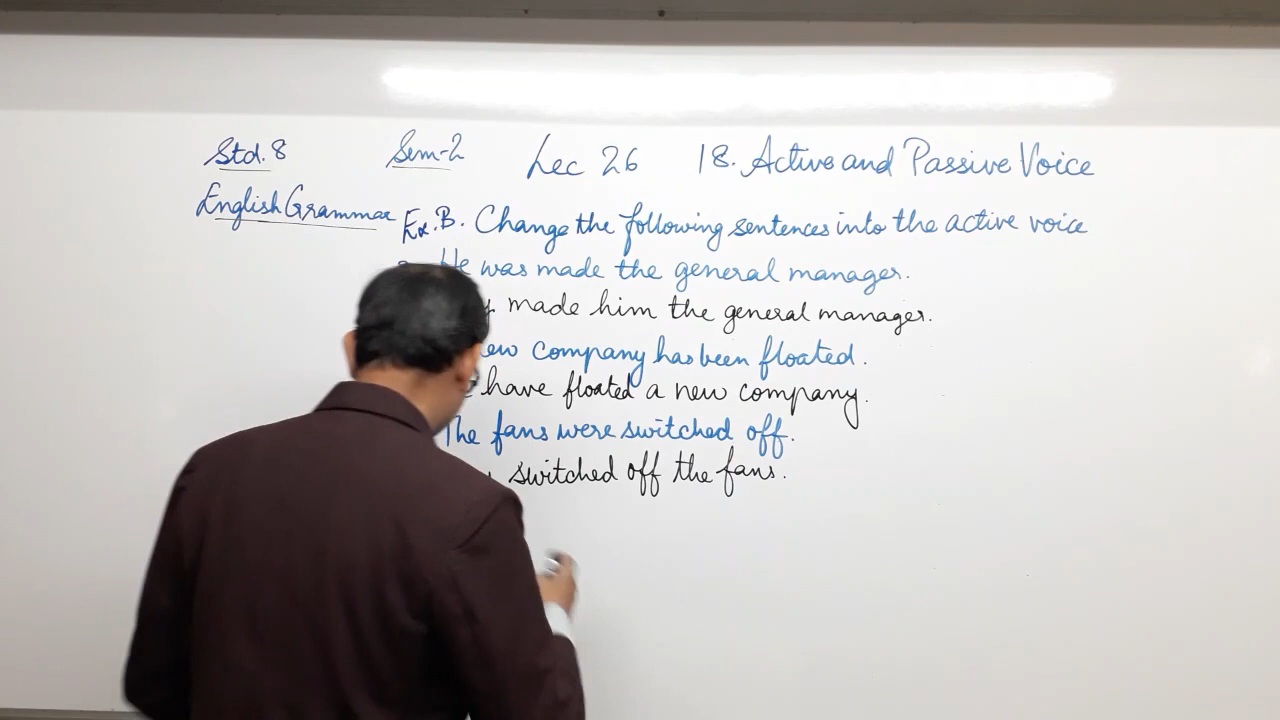 Std. 8 Sem-2 Lec 26 18. Active and Passive Voice
English Grammar
Ex. B. Change the following sentences into the active voice
He was made the general manager.
made him the general manager.
company has been floated.
have floated a new company.
The fans were switched off.
switched off the fans.